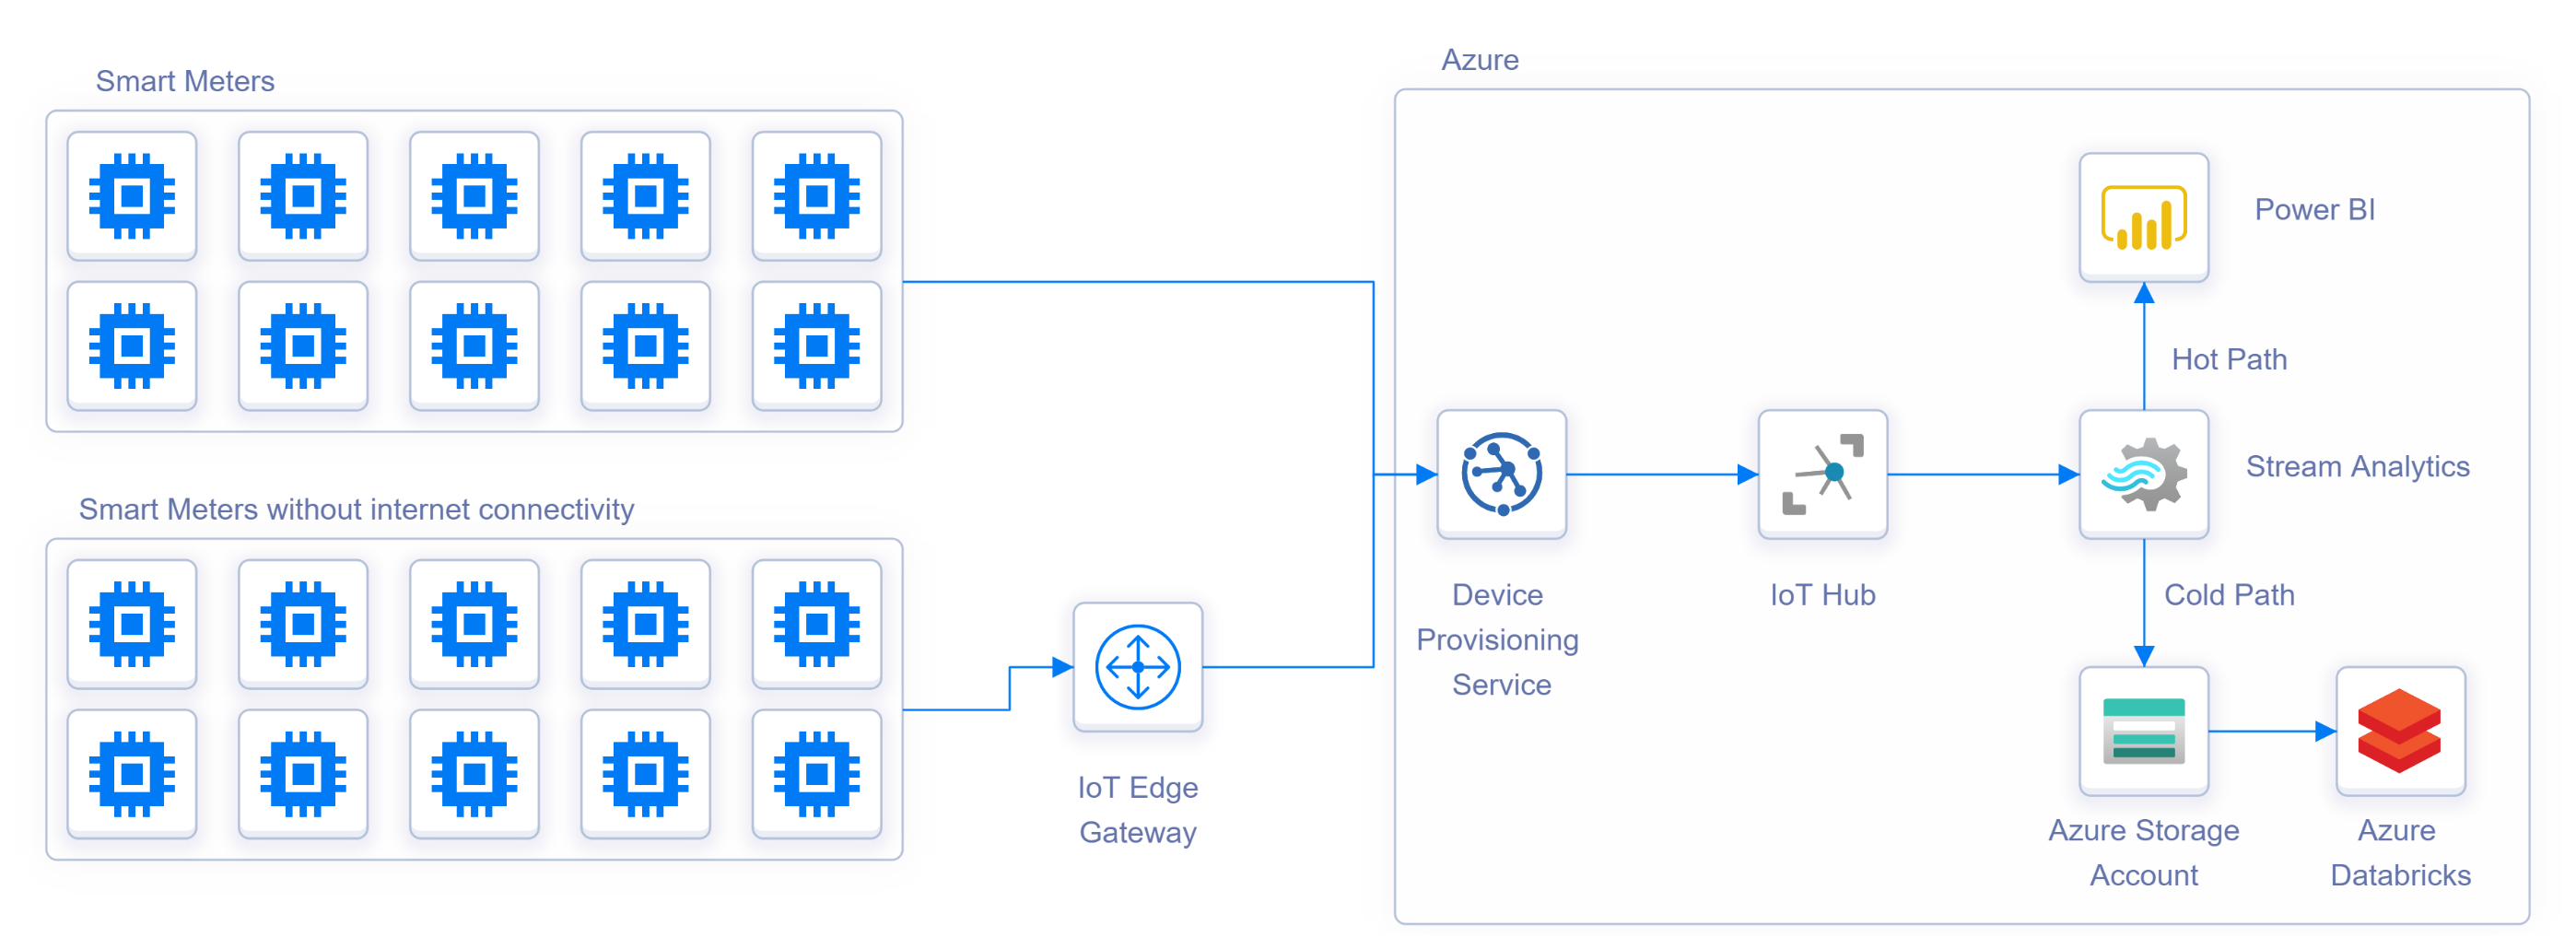 Smart Meters
Smart Meters without internet connectivity
IoT Edge
Gateway
Azure
Device
Provisioning
Service
IoT Hub
Power BI
Hot Path
Stream Analytics
Cold Path
Azure Storage
Account
Azure
Databricks